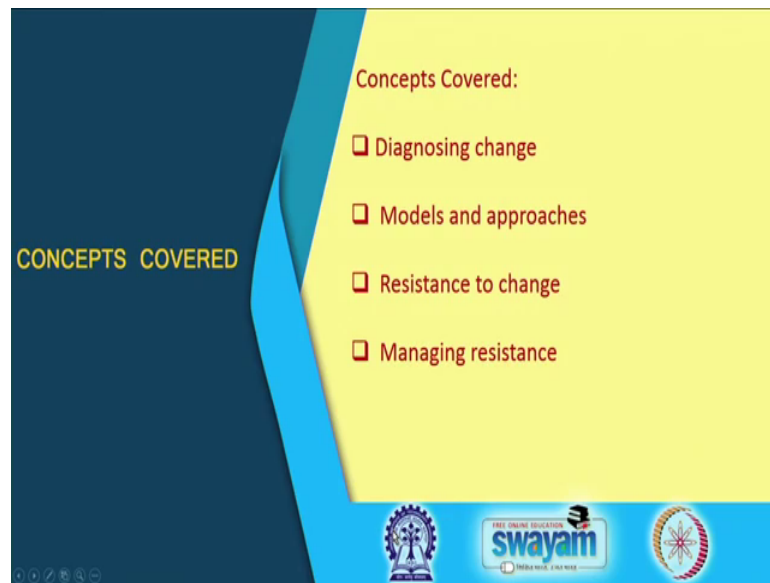 Concepts Covered:
Diagnosing change
Models and approaches
CONCEPTS COVERED
Resistance to change
Managing resistance
FREE ONLINE EDUCATION
swayam